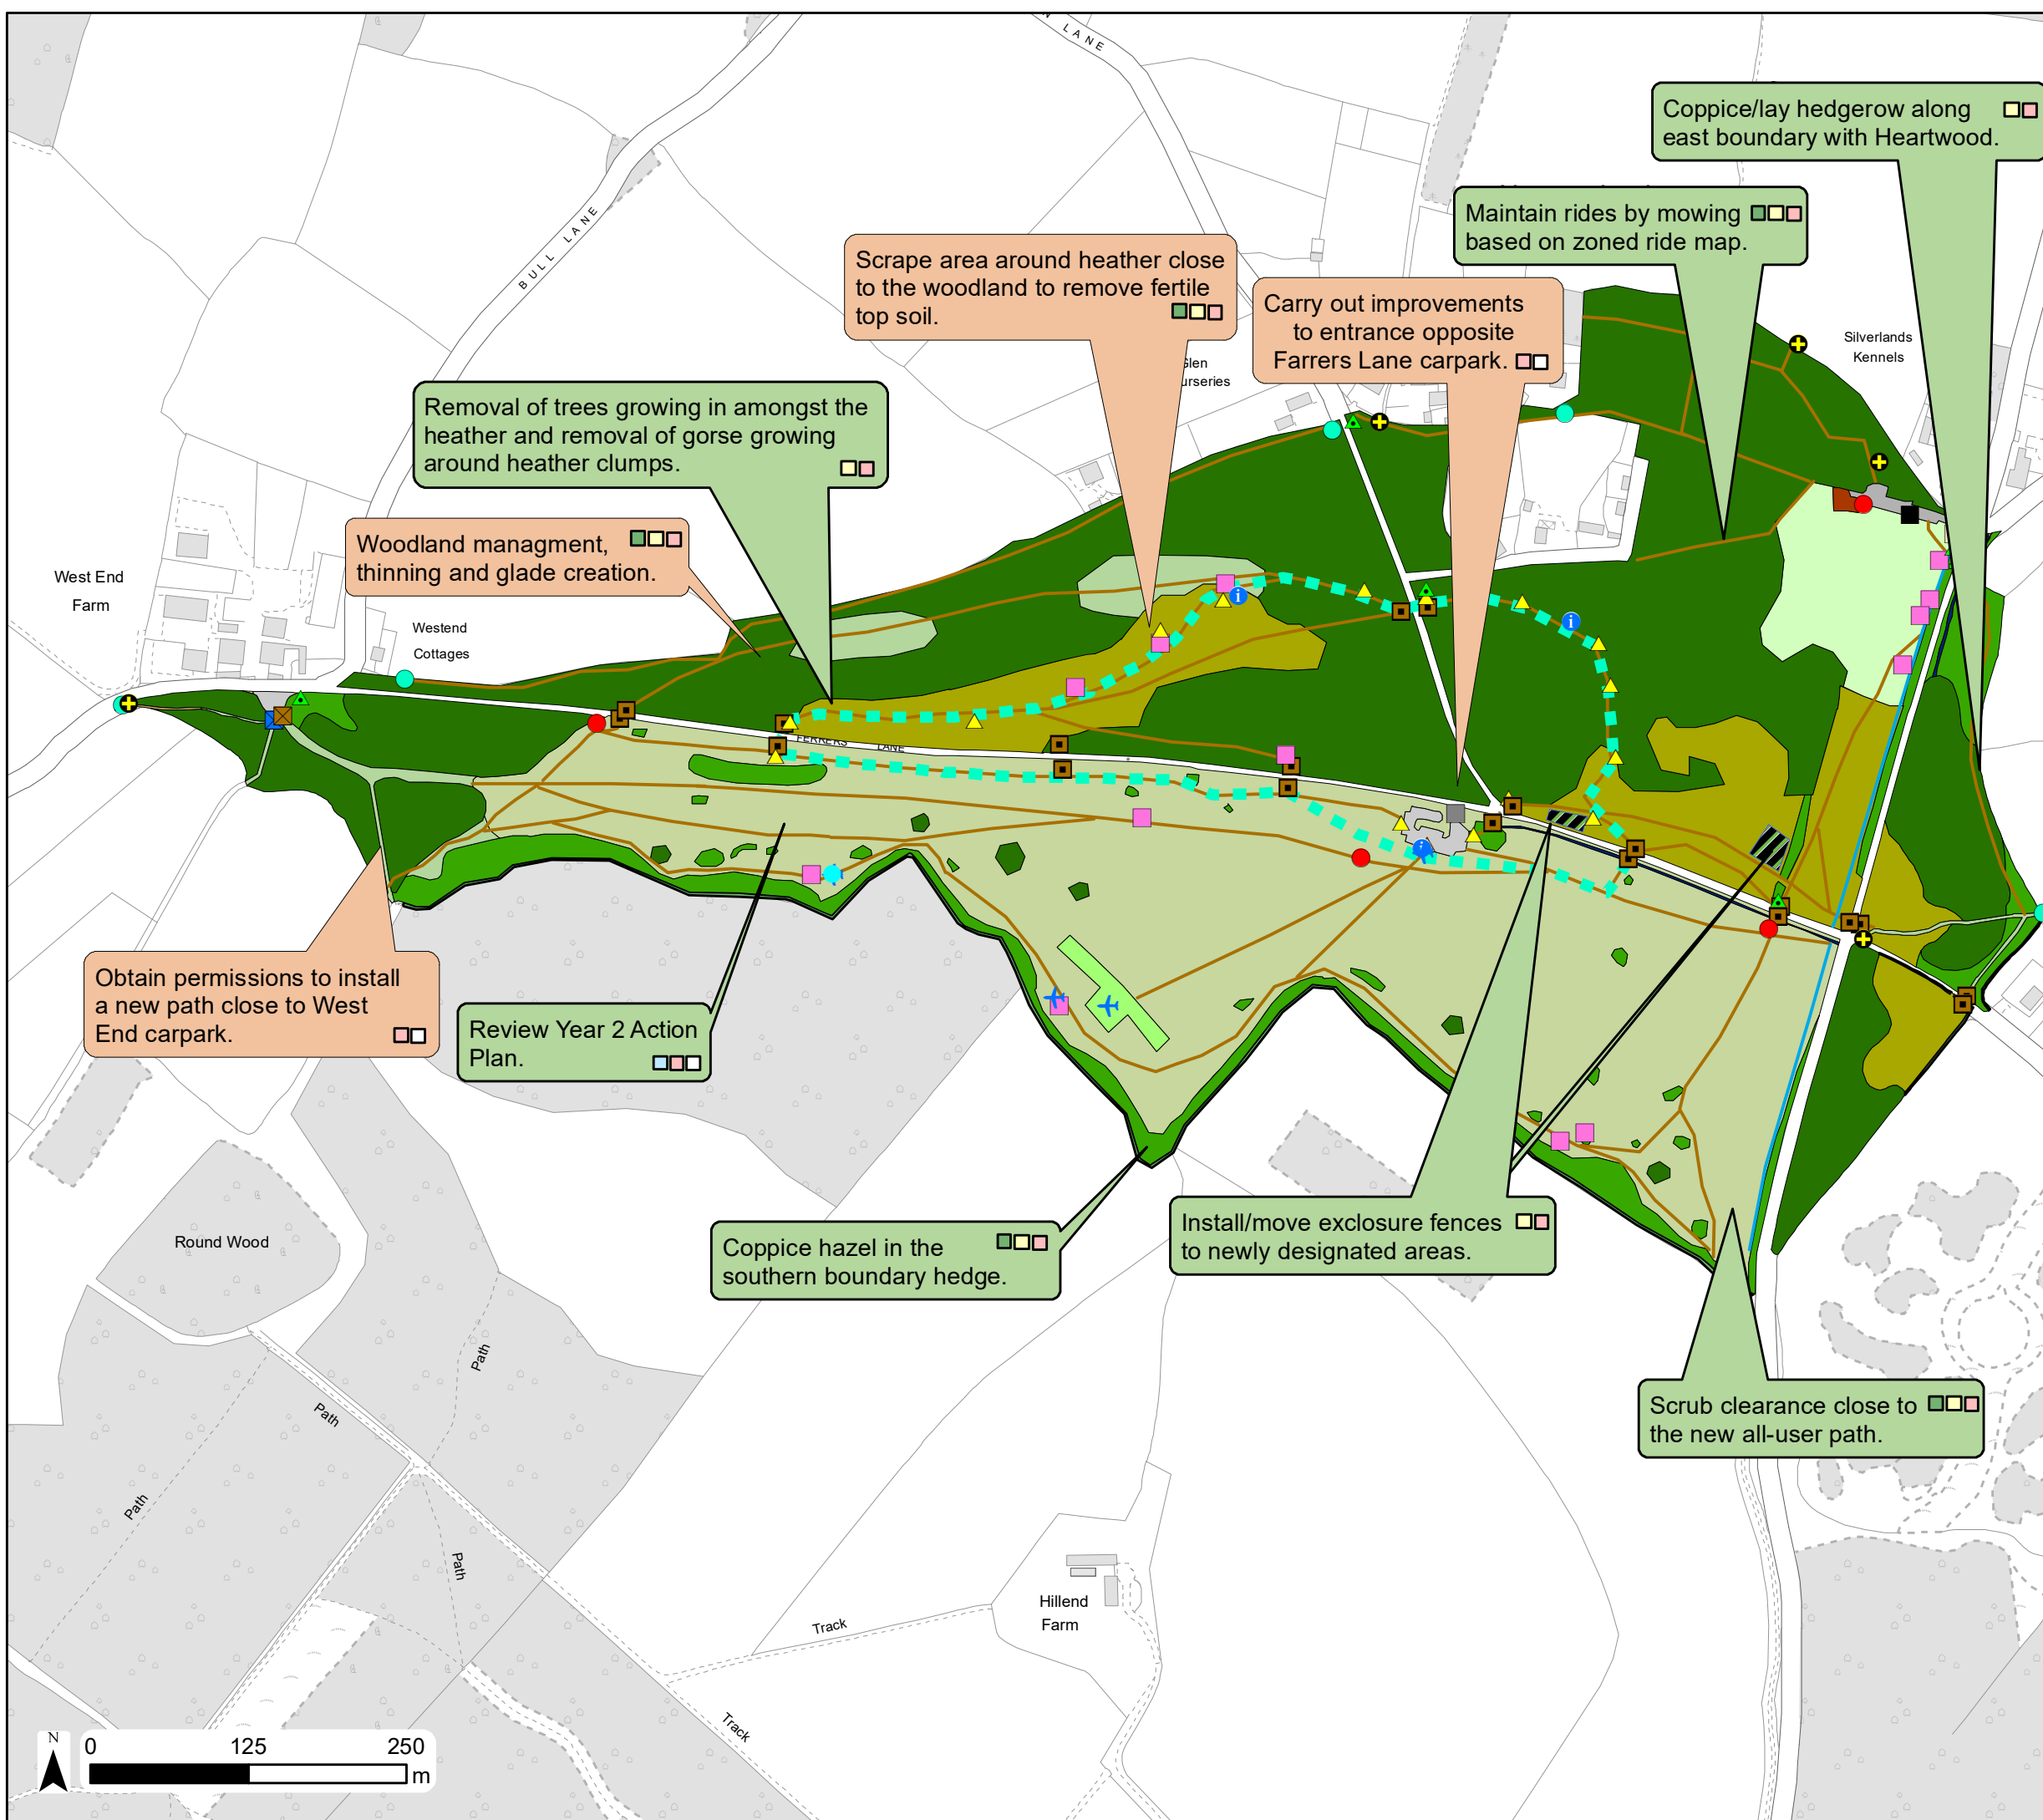 LANE
Coppice/lay hedgerow along
east boundary with Heartwood.
Maintain rides by mowing
based on zoned ride map.
BULL LANE
Scrape area around heather close
to the woodland to remove fertile
top soil.
Carry out improvements
to entrance opposite
Farrers Lane carpark.
Silverlands
Kennels
Removal of trees growing in amongst the
heather and removal of gorse growing
around heather clumps.
Woodland managment,
thinning and glade creation.
West End
Farm
Westend
Cottages
FERRERS LANE
Obtain permissions to install
a new path close to West
End carpark.
Review Year 2 Action
Plan.
Install/move exclosure fences
to newly designated areas.
Coppice hazel in the
southern boundary hedge.
Round Wood
Path
Path
Scrub clearance close to
the new all-user path.
Path
Path
Hillend
Farm
Track
Track
N
0 125 250
m